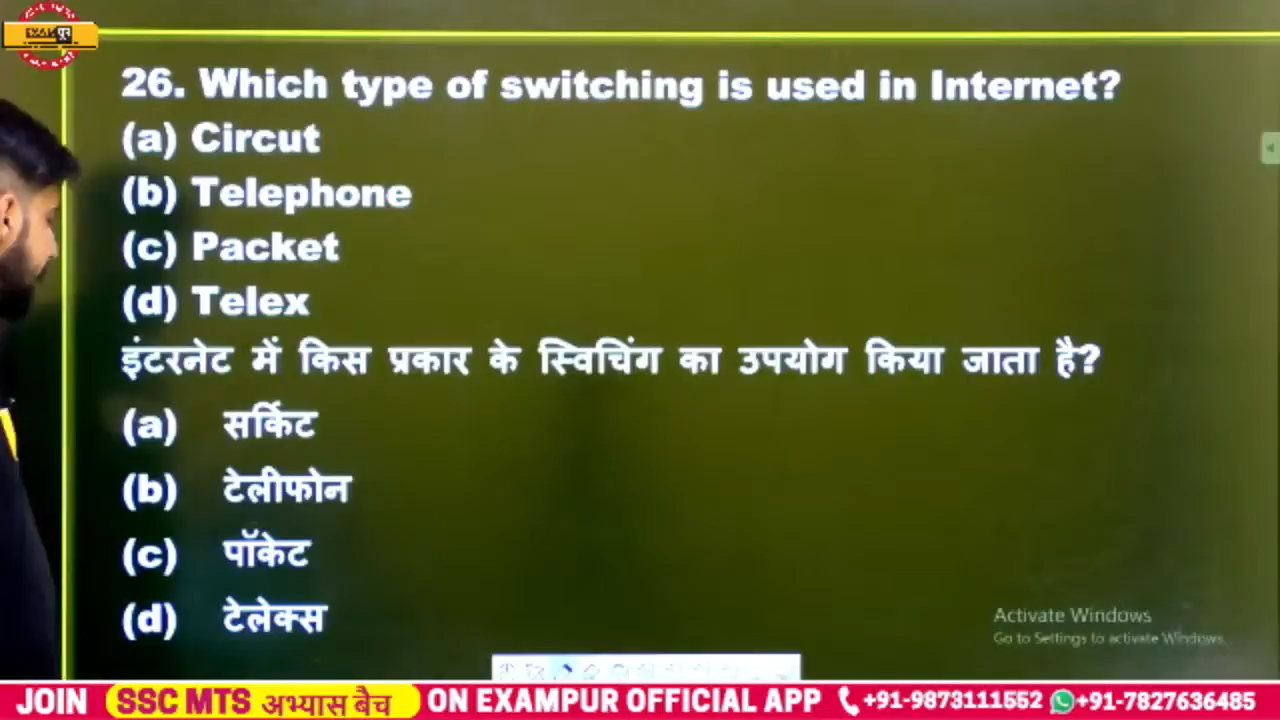 EXAM पुर
26. Which type of switching is used in Internet?
(a) Circut
(b) Telephone
(c) Packet
(d) Telex
इंटरनेट में किस प्रकार के स्विचिंग का उपयोग किया जाता है?
(a) सर्किट
(b) टेलीफोन
(c) पॉकेट
(d) टेलेक्स
Activate Windows
Go to Settings to activate Windows.
JOIN SSC MTS अभ्यास बैच ON EXAMPUR OFFICIAL APP +91-9873111552 +91-7827636485